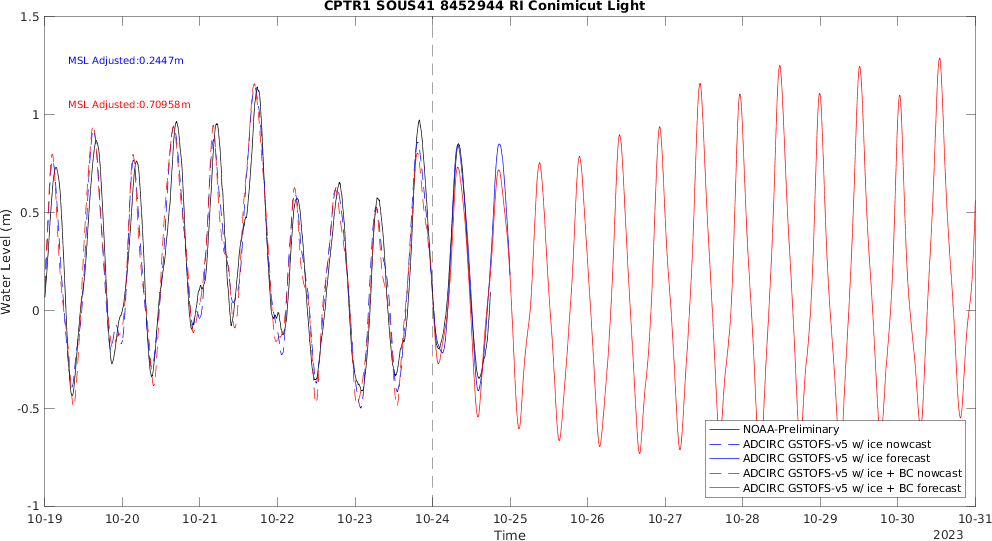 CPTR1 SOUS41 8452944 RI Conimicut Light
MSL Adjusted:0.2447m
MSL Adjusted:0.70958m
Water Level (m)
1.5
1
0.5
0
-0.5
-1
NOAA-Preliminary
ADCIRC GSTOFS-v5 w/ ice nowcast
ADCIRC GSTOFS-v5 w/ ice forecast
ADCIRC GSTOFS-v5 w/ ice + BC nowcast
ADCIRC GSTOFS-v5 w/ ice + BC forecast
10-19 10-20 10-21 10-22 10-23 10-24 10-25 10-26 10-27 10-28 10-29 10-30 10-31
Time
2023